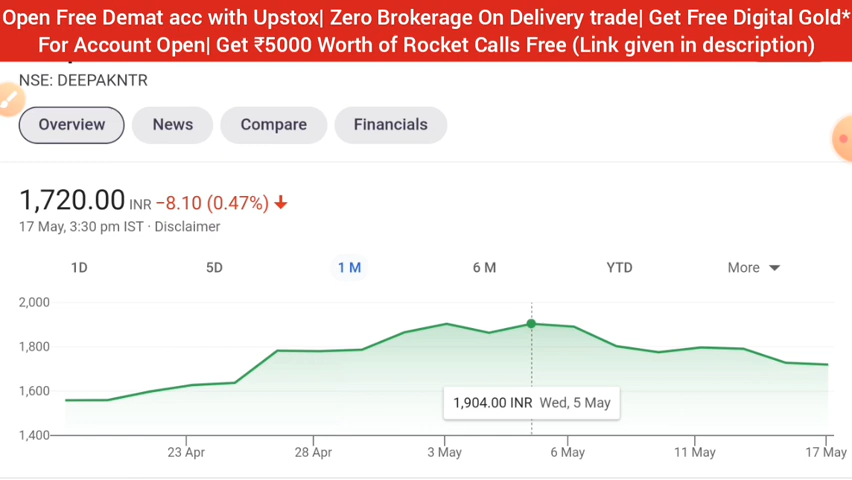 Open Free Demat acc with Upstox| Zero Brokerage On Delivery trade| Get Free Digital Gold*
For Account Open| Get ₹5000 Worth of Rocket Calls Free (Link given in description)
NSE: DEEPAKNTR
Overview News Compare Financials
1,720.00 INR −8.10 (0.47%)
17 May, 3:30 pm IST · Disclaimer
1D 5D 1 M 6 M YTD More
2,000
1,800
1,600
1,904.00 INR Wed, 5 May
1,400
23 Apr 28 Apr 3 May 6 May 11 May 17 May